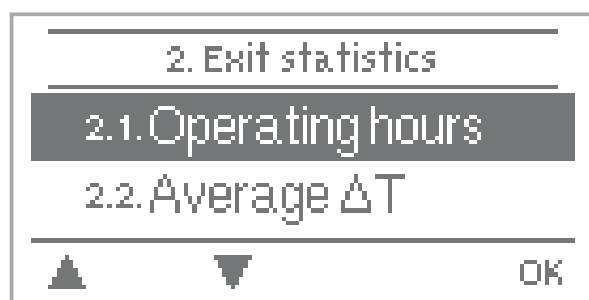 2. Exit statistics
2.1.Operating hours
2.2.Average ΔT
OK